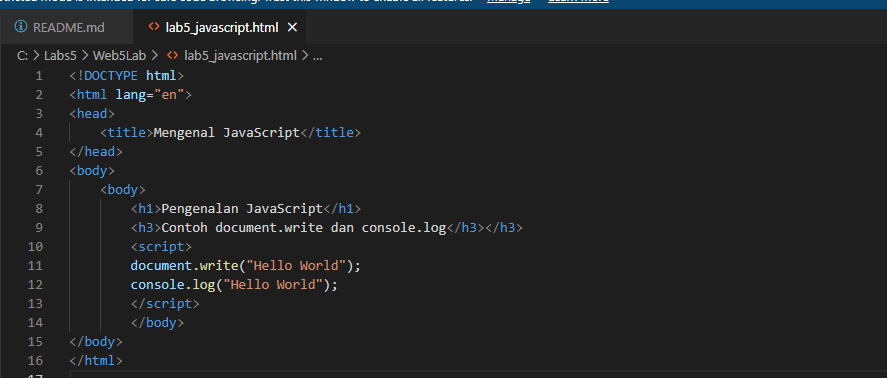 README.md lab5_javascript.html
C: > Labs5 > Web5Lab > <> lab5_javascript.html > ...
1 <!DOCTYPE html>
2 <html lang="en">
3 <head>
4 <title>Mengenal JavaScript</title>
5 </head>
6 <body>
7 <body>
8 <h1>Pengenalan JavaScript</h1>
9 <h3>Contoh document.write dan console.log</h3></h3>
10 <script>
11 document.write("Hello World");
12 console.log("Hello World");
13 </script>
14 </body>
15 </body>
16 </html>
17